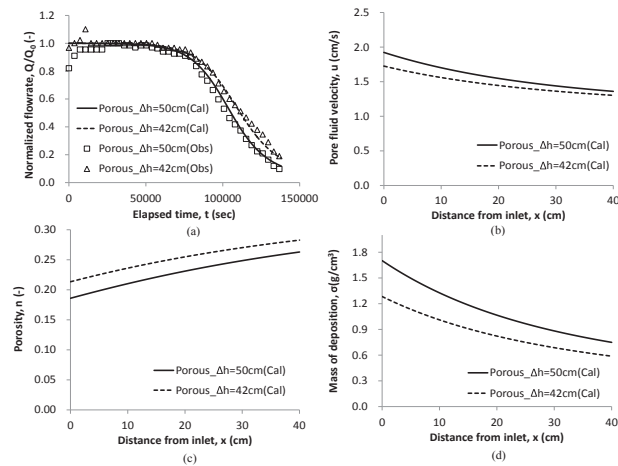 Normalized flowrate, Q/Q₀ (-)
1.2
1.0
0.8
0.6
0.4
0.2
0.0
Porous_Δh=50cm(Cal)
Porous_Δh=42cm(Cal)
Porous_Δh=50cm(Obs)
Porous_Δh=42cm(Obs)
0 50000 100000 150000
Elapsed time, t (sec)
(a)
Pore fluid velocity, u (cm/s)
2.5
2.0
1.5
1.0
0.5
0.0
Porous_Δh=50cm(Cal)
Porous_Δh=42cm(Cal)
0 10 20 30 40
Distance from inlet, x (cm)
(b)
Porosity, n (-)
0.30
0.25
0.20
0.15
0.10
0.05
0.00
Porous_Δh=50cm(Cal)
Porous_Δh=42cm(Cal)
0 10 20 30 40
Distance from inlet, x (cm)
(c)
Mass of deposition, σ(g/cm³)
1.8
1.5
1.2
0.9
0.6
0.3
0.0
Porous_Δh=50cm(Cal)
Porous_Δh=42cm(Cal)
0 10 20 30 40
Distance from inlet, x (cm)
(d)